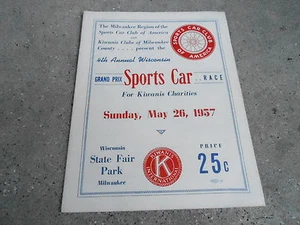 The Milwaukee Region of the
Sports Car Club of America
and
Kiwanis Clubs of Milwaukee
County . . . present the
SPORTS CAR CLUB
OF AMERICA
4th Annual Wisconsin
GRAND PRIX Sports Car . . RACE
For Kiwanis Charities
Sunday, May 26, 1957
Wisconsin
State Fair
Park
Milwaukee
KIWANIS
K
INTERNATIONAL
PRICE
25c